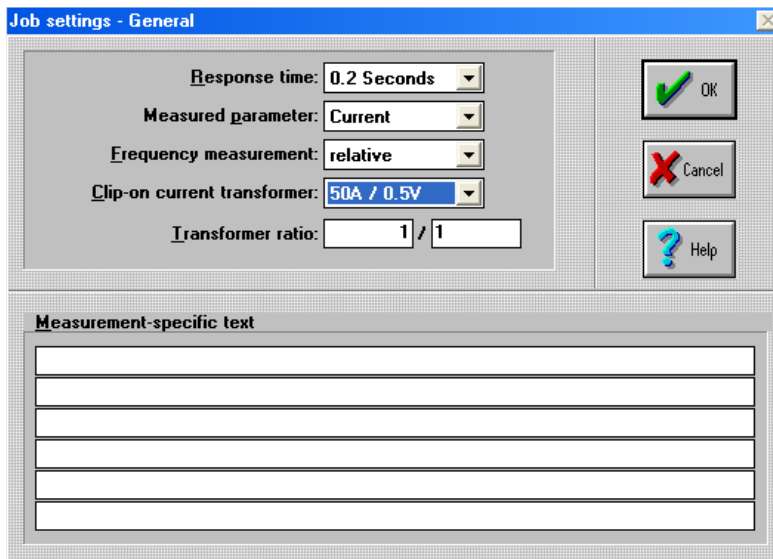 Job settings - General
Response time: 0.2 Seconds
Measured parameter: Current
Frequency measurement: relative
Clip-on current transformer: 50A / 0.5V
Transformer ratio: 1 / 1
OK
Cancel
Help
Measurement-specific text